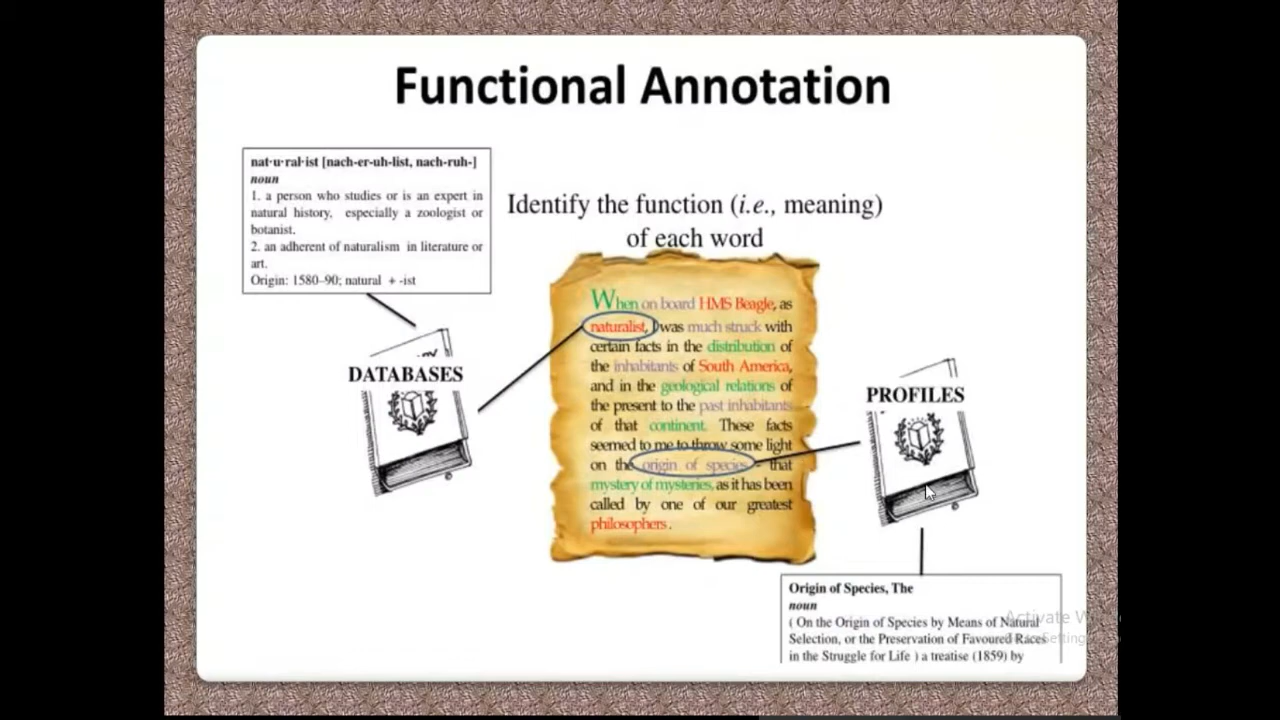 Functional Annotation
nat·u·ral·ist [nach-er-uh-list, nach-ruh-]
noun
1. a person who studies or is an expert in
natural history, especially a zoologist or
botanist.
2. an adherent of naturalism in literature or
art.
Origin: 1580–90; natural + -ist
Identify the function (i.e., meaning)
of each word
When on board HMS Beagle, as
naturalist, I was much struck with
certain facts in the distribution of
the inhabitants of South America,
and in the geological relations of
the present to the past inhabitants
of that continent. These facts
seemed to me to throw some light
on the origin of species - that
mystery of mysteries, as it has been
called by one of our greatest
philosophers.
DATABASES
PROFILES
Origin of Species, The
noun
( On the Origin of Species by Means of Natural
Selection, or the Preservation of Favoured Races
in the Struggle for Life ) a treatise (1859) by
Activate W